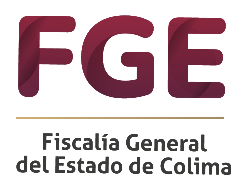 FGE
Fiscalía General
del Estado de Colima